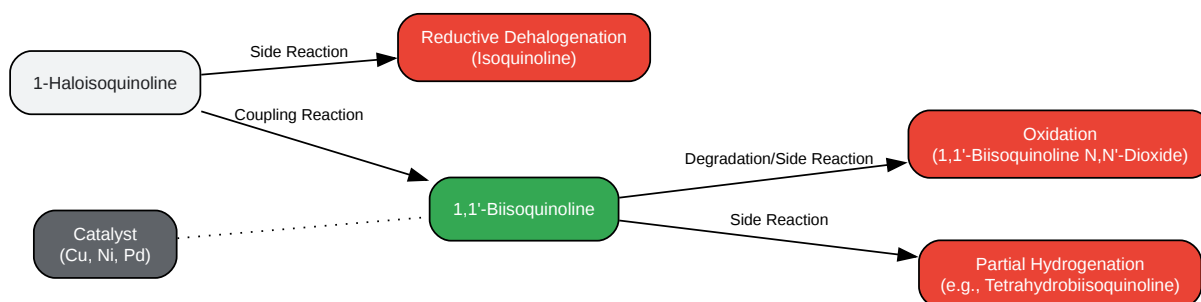 1-Haloisoquinoline
Side Reaction
Reductive Dehalogenation
(Isoquinoline)
Coupling Reaction
1,1'-Biisoquinoline
Catalyst
(Cu, Ni, Pd)
Degradation/Side Reaction
Oxidation
(1,1'-Biisoquinoline N,N'-Dioxide)
Side Reaction
Partial Hydrogenation
(e.g., Tetrahydrobiisoquinoline)